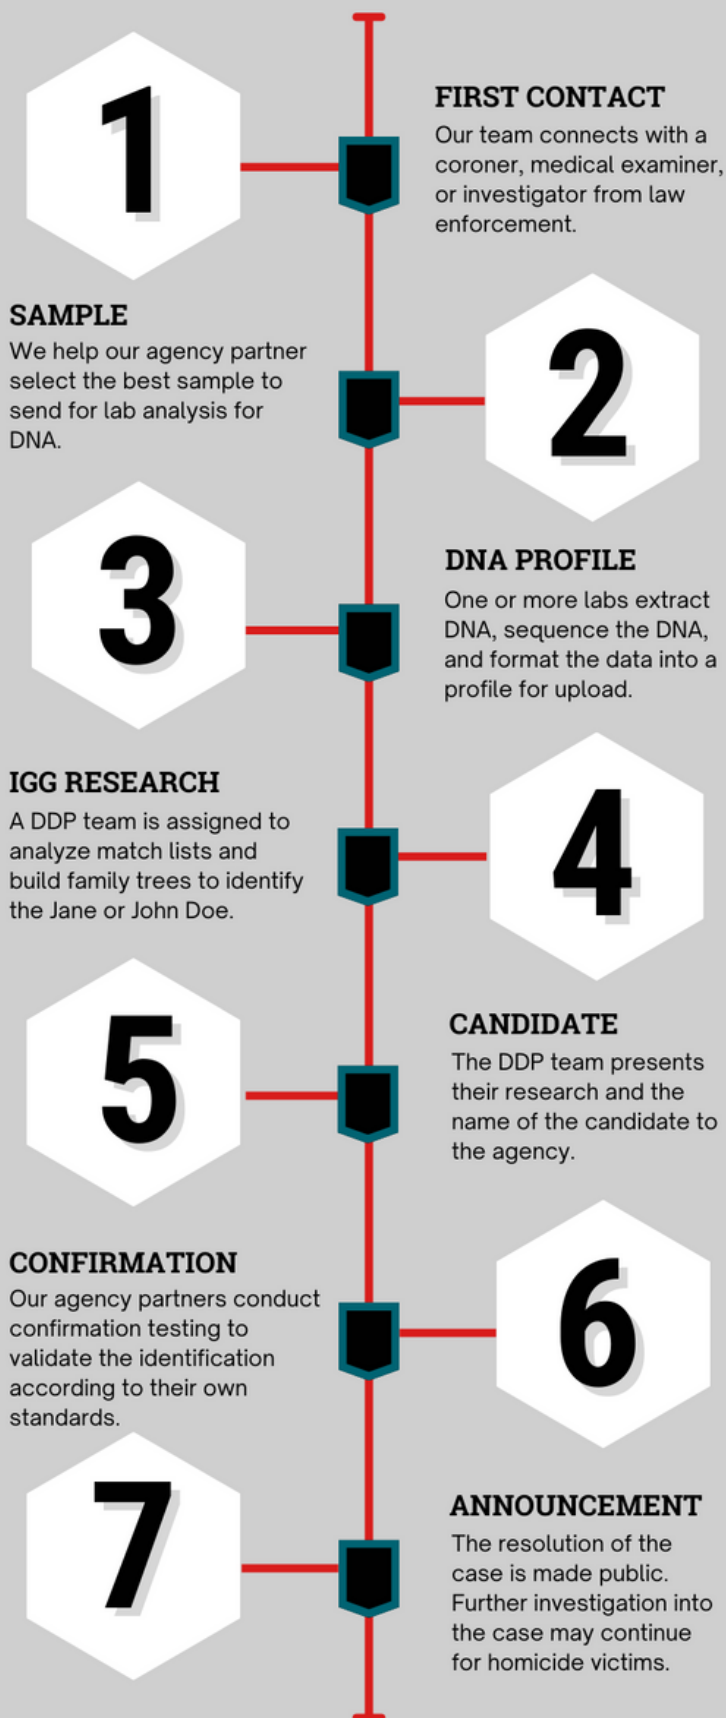 1
FIRST CONTACT
Our team connects with a
coroner, medical examiner,
or investigator from law
enforcement.
2
SAMPLE
We help our agency partner
select the best sample to
send for lab analysis for
DNA.
3
DNA PROFILE
One or more labs extract
DNA, sequence the DNA,
and format the data into a
profile for upload.
4
IGG RESEARCH
A DDP team is assigned to
analyze match lists and
build family trees to identify
the Jane or John Doe.
5
CANDIDATE
The DDP team presents
their research and the
name of the candidate to
the agency.
6
CONFIRMATION
Our agency partners conduct
confirmation testing to
validate the identification
according to their own
standards.
7
ANNOUNCEMENT
The resolution of the
case is made public.
Further investigation into
the case may continue
for homicide victims.